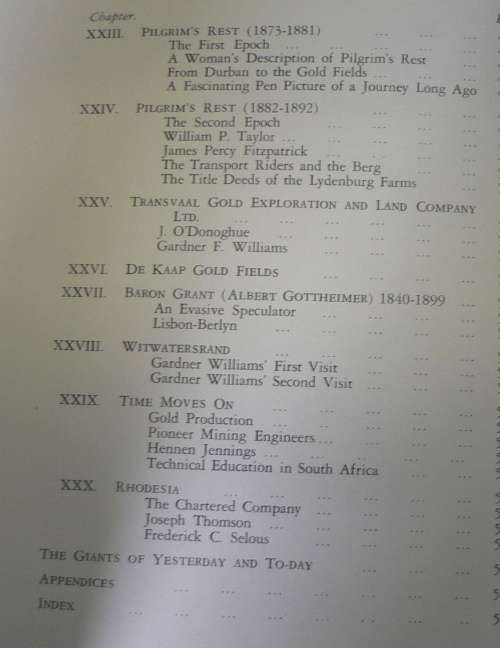 Chapter.
XXIII. PILGRIM'S REST (1873-1881) ... ... ...
The First Epoch ... ... ... ... ...
A Woman's Description of Pilgrim's Rest ...
From Durban to the Gold Fields ... ... ...
A Fascinating Pen Picture of a Journey Long Ago
XXIV. PILGRIM'S REST (1882-1892) ... ... ...
The Second Epoch ... ... ... ...
William P. Taylor ... ... ... ... ...
James Percy Fitzpatrick ... ... ... ...
The Transport Riders and the Berg ... ...
The Title Deeds of the Lydenburg Farms ...
XXV. TRANSVAAL GOLD EXPLORATION AND LAND COMPANY
LTD. ... ... ... ... ... ...
J. O'Donoghue ... ... ... ... ...
Gardner F. Williams ... ... ... ...
XXVI. DE KAAP GOLD FIELDS ... ... ... ...
XXVII. BARON GRANT (ALBERT GOTTHEIMER) 1840-1899 ...
An Evasive Speculator ... ... ... ...
Lisbon-Berlyn ... ... ... ... ...
XXVIII. WITWATERSRAND ... ... ... ... ...
Gardner Williams' First Visit ... ... ...
Gardner Williams' Second Visit ... ... ...
XXIX. TIME MOVES ON ... ... ... ... ...
Gold Production ... ... ... ... ...
Pioneer Mining Engineers ... ... ... ...
Hennen Jennings ... ... ... ... ...
Technical Education in South Africa ... ...
XXX. RHODESIA ... ... ... ... ... ...
The Chartered Company ... ... ... ...
Joseph Thomson ... ... ... ... ...
Frederick C. Selous ... ... ... 5
THE GIANTS OF YESTERDAY AND TO-DAY ... ... ... 5
APPENDICES ... ... ... ... ... ... ... 5
INDEX ... ... ... ... ... ... ... ... 5